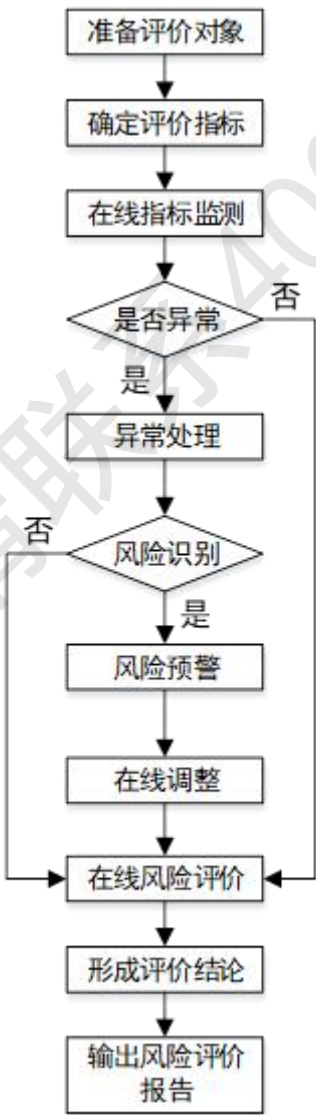 准备评价对象
确定评价指标
在线指标监测
是否异常
否
是
异常处理
否
风险识别
是
风险预警
在线调整
在线风险评价
形成评价结论
输出风险评价
报告